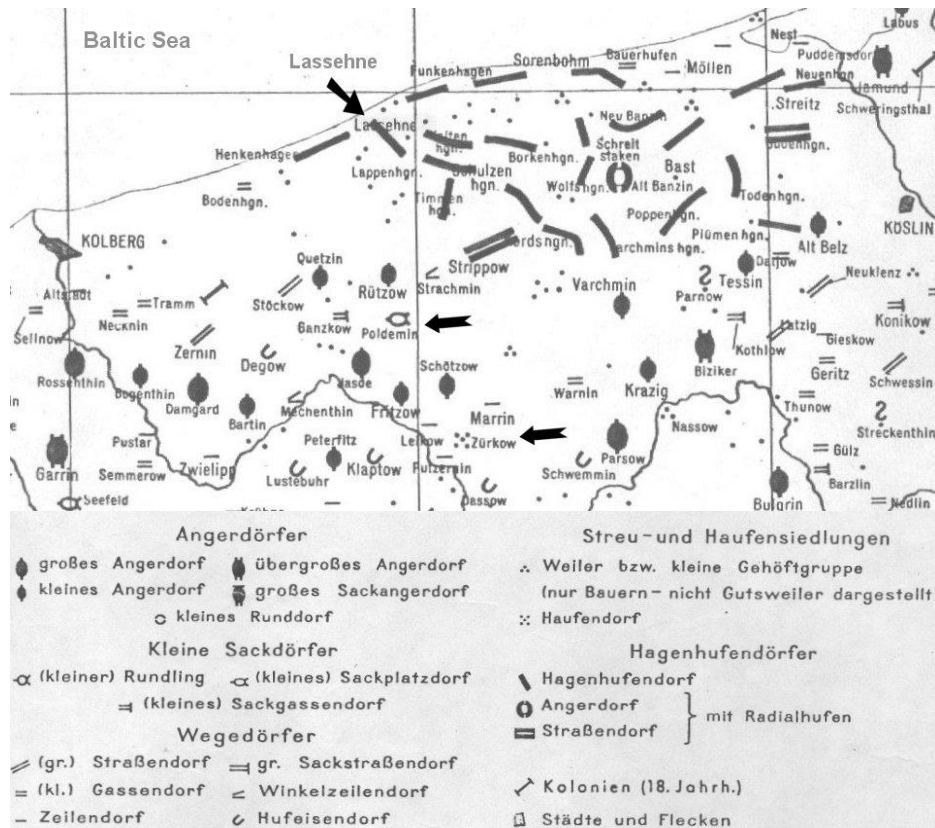 Baltic Sea
Lassehne
Funkenhagen
Sorenbohm
Bauerhufen
Möllen
Nest
Puddemsdorf
Labus
Jamund
Schweringsthal
Neuenhgn.
Streitz
Lassehne
Henkenhagen
Lappenhgn.
Bodenhgn.
Schulzen
hgn.
Timmen
hgn.
Borkenhgn.
Wolfshgn.
Neu Banzin
Schreit
staken
Alt Banzin
Bast
Poppenhgn.
Todenhgn.
Plümenhgn.
Alt Belz
KÖSLIN
KOLBERG
Altstadt
Sellnow
Necknin
Tramm
Stöckow
Quetzin
Rützow
Strippow
Strachmin
Varchmin
Parnow
Tessin
Datjow
Neuklenz
Konikow
Zernin
Degow
Ganzkow
Poldemin
Rossenthin
Bogenthin
Damgard
Bartin
Mechenthin
Fritzow
Schötzow
Warnin
Krazig
Biziker
Kothlow
Gieskow
Geritz
Schwessin
Thunow
Streckenthin
Marrin
Leikow
Zürkow
Nassow
Parsow
Schwemmin
Pustar
Garrin
Semmerow
Zwielipp
Peterfitz
Lustebuhr
Klaptow
Gülz
Barzlin
Bulgrin
Nedlin
Seefeld
Angerdörfer
großes Angerdorf
übergroßes Angerdorf
kleines Angerdorf
großes Sackangerdorf
kleines Runddorf
Kleine Sackdörfer
(kleiner) Rundling
(kleines) Sackplatzdorf
(kleines) Sackgassendorf
Wegedörfer
(gr.) Straßendorf
gr. Sackstraßendorf
(kl.) Gassendorf
Winkelzeilendorf
Zeilendorf
Hufeisendorf
Streu-und Haufensiedlungen
Weiler bzw. kleine Gehöftgruppe
(nur Bauern-nicht Gutsweiler dargestellt
Haufendorf
Hagenhufendörfer
Hagenhufendorf
Angerdorf
Straßendorf
mit Radialhufen
Kolonien (18. Jahrh.)
Städte und Flecken